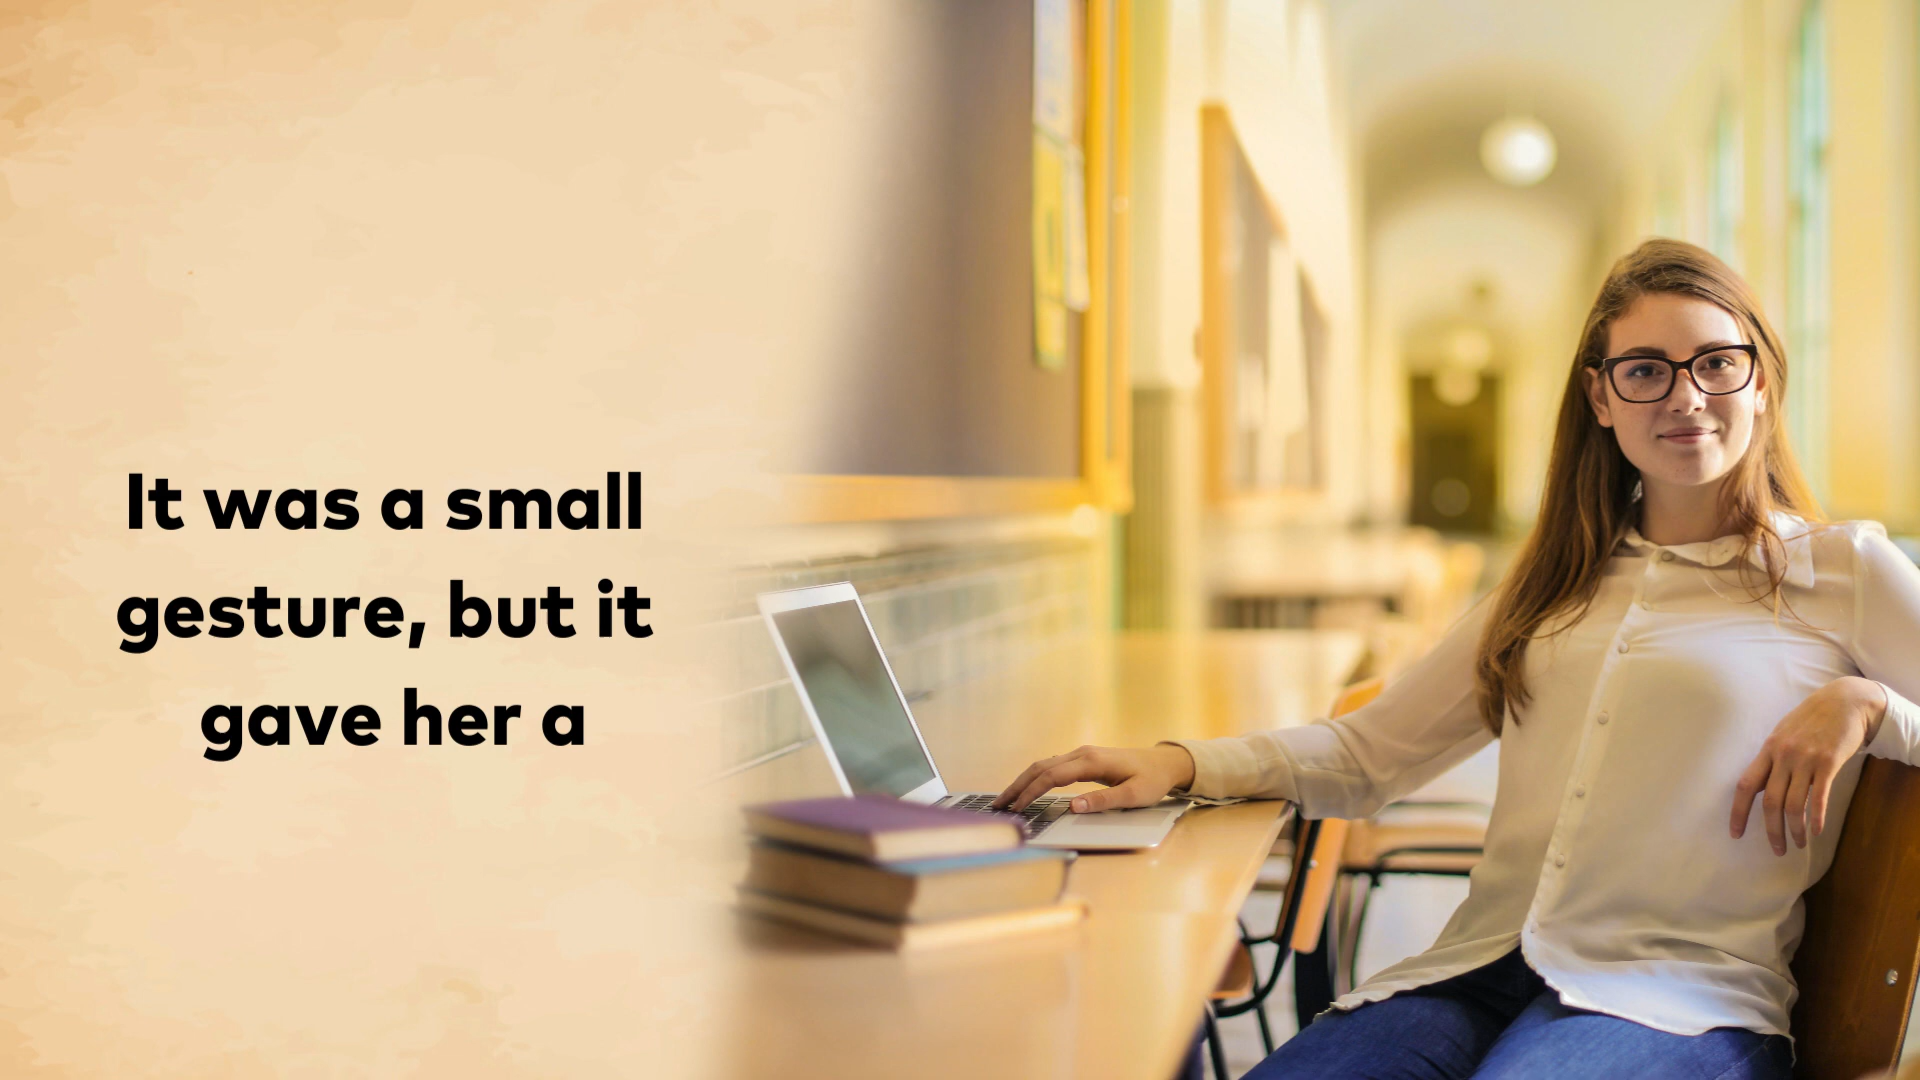 It was a small
gesture, but it
gave her a